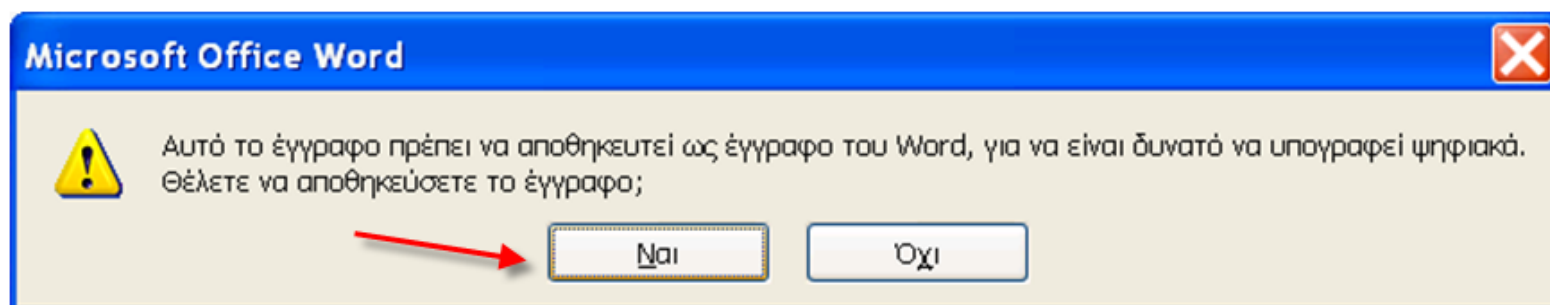 Microsoft Office Word
Αυτό το έγγραφο πρέπει να αποθηκευτεί ως έγγραφο του Word, για να είναι δυνατό να υπογραφεί ψηφιακά.
Θέλετε να αποθηκεύσετε το έγγραφο;
Ναι Όχι